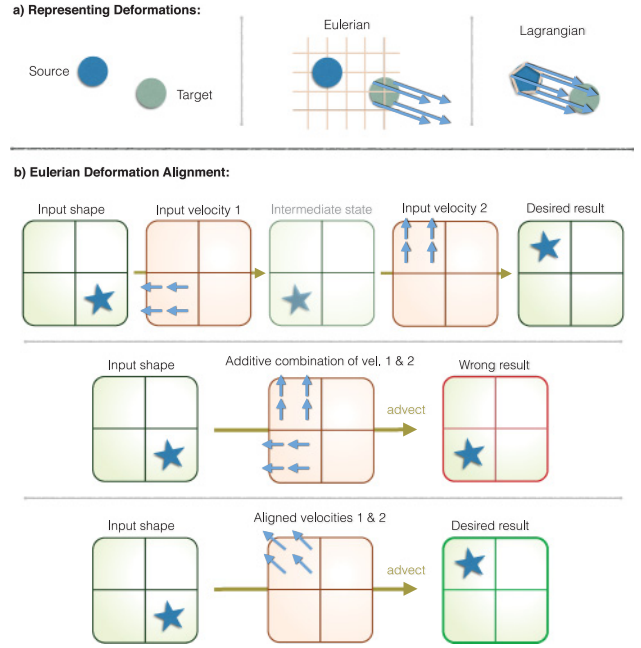 a) Representing Deformations:
Source
Target
Eulerian
Lagrangian
b) Eulerian Deformation Alignment:
Input shape
Input velocity 1
Intermediate state
Input velocity 2
Desired result
Input shape
Additive combination of vel. 1 & 2
Wrong result
advect
Input shape
Aligned velocities 1 & 2
Desired result
advect